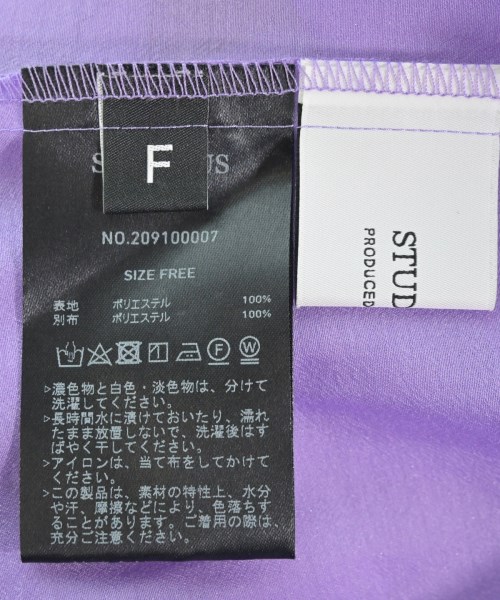 F
NO.209100007
SIZE FREE
表地 ポリエステル 100%
別布 ポリエステル 100%
>濃色物と白色・淡色物は、分けて
洗濯してください。
>長時間水に漬けておいたり、濡れ
たまま放置しないで、洗濯後はす
ばやく干してください。
>アイロンは、当て布をしてかけて
ください。
>この製品は、素材の特性上、水分
や汗、摩擦などにより、色落ちす
ることがあります。ご着用の際は、
充分ご注意ください。
STUD
PRODUCED